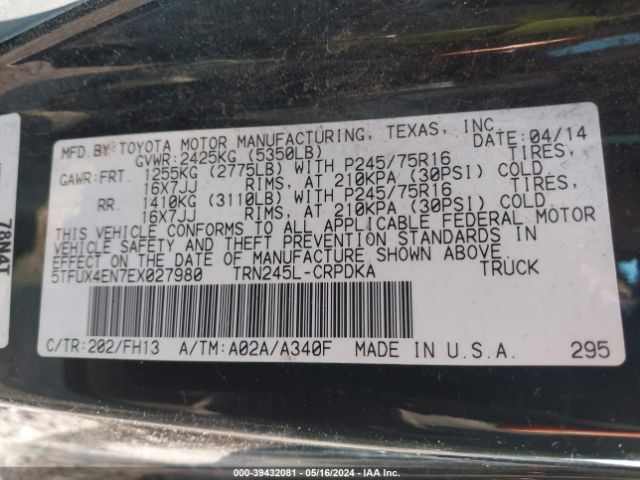 MFD BY:TOYOTA MOTOR MANUFACTURING, TEXAS, INC.
GVWR:2425KG (5350LB) DATE: 04/14
GAWR:FRT. 1255KG (2775LB) WITH P245/75R16 TIRES,
16X7JJ RIMS, AT 210KPA (30PSI) COLD.
RR. 1410KG (3110LB) WITH P245/75R16 TIRES,
16X7JJ RIMS, AT 210KPA (30PSI) COLD.
THIS VEHICLE CONFORMS TO ALL APPLICABLE FEDERAL MOTOR
VEHICLE SAFETY AND THEFT PREVENTION STANDARDS IN
EFFECT ON THE DATE OF MANUFACTURE SHOWN ABOVE.
5TFUX4EN7EX027980 TRN245L-CRPDKA TRUCK
C/TR:202/FH13 A/TM:A02A/A340F MADE IN U.S.A. 295
78N4T
000-39432081 - 05/16/2024 - IAA Inc.